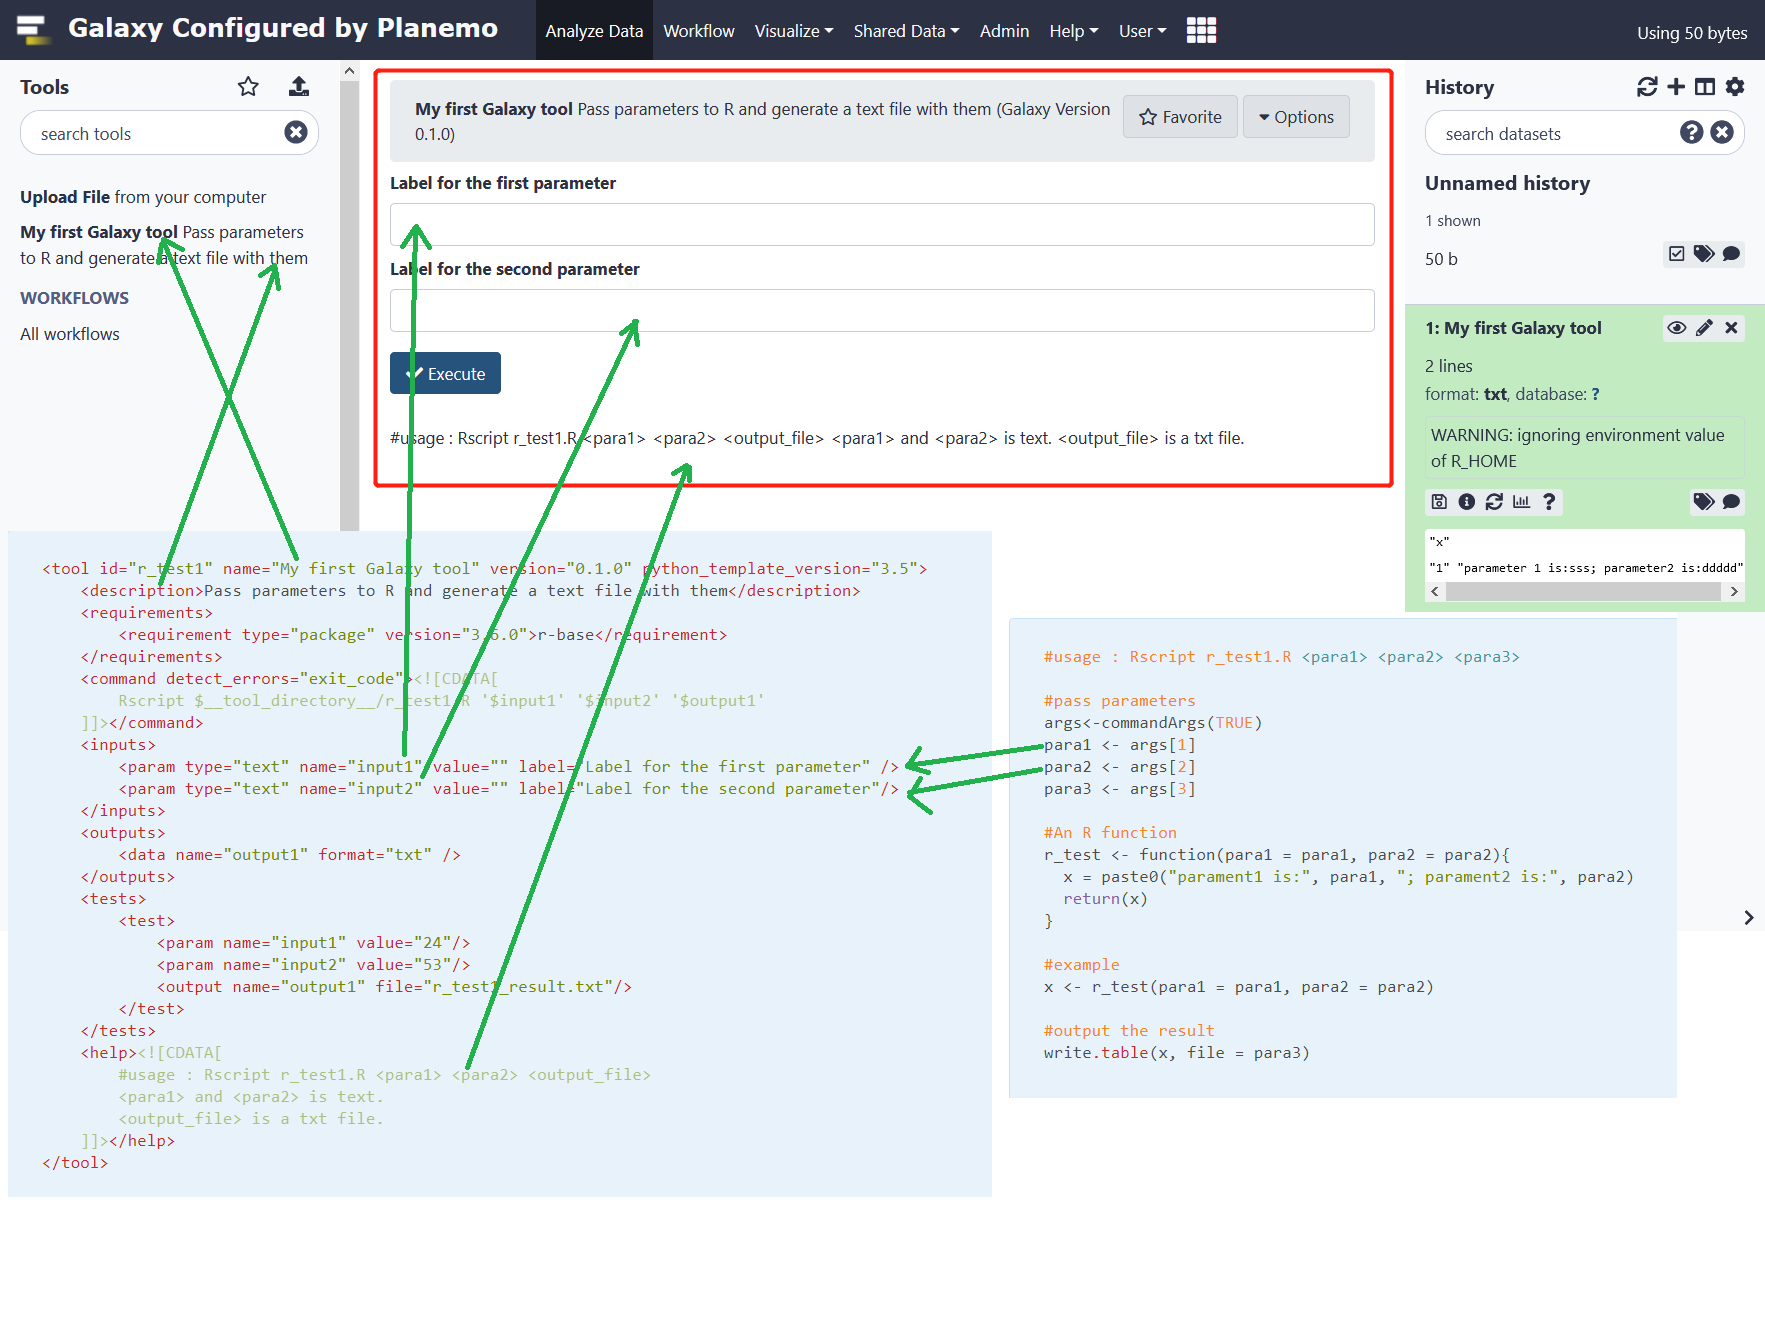 Galaxy Configured by Planemo
Analyze Data Workflow Visualize Shared Data Admin Help User
Using 50 bytes
Tools
search tools
Upload File from your computer
My first Galaxy tool Pass parameters
to R and generate a text file with them
WORKFLOWS
All workflows
My first Galaxy tool Pass parameters to R and generate a text file with them (Galaxy Version
0.1.0)
Favorite
Options
Label for the first parameter
Label for the second parameter
Execute
#usage : Rscript r_test1.R <para1> <para2> <output_file> <para1> and <para2> is text. <output_file> is a txt file.
History
search datasets
Unnamed history
1 shown
50 b
1: My first Galaxy tool
2 lines
format: txt, database: ?
WARNING: ignoring environment value
of R_HOME
"x"
"1" "parameter 1 is:sss; parameter2 is:ddddd"
<tool id="r_test1" name="My first Galaxy tool" version="0.1.0" python_template_version="3.5">
<description>Pass parameters to R and generate a text file with them</description>
<requirements>
<requirement type="package" version="3.6.0">r-base</requirement>
</requirements>
<command detect_errors="exit_code"><![CDATA[
Rscript $__tool_directory__/r_test1.R '$input1' '$input2' '$output1'
]]></command>
<inputs>
<param type="text" name="input1" value="" label="Label for the first parameter" />
<param type="text" name="input2" value="" label="Label for the second parameter"/>
</inputs>
<outputs>
<data name="output1" format="txt" />
</outputs>
<tests>
<test>
<param name="input1" value="24"/>
<param name="input2" value="53"/>
<output name="output1" file="r_test1_result.txt"/>
</test>
</tests>
<help><![CDATA[
#usage : Rscript r_test1.R <para1> <para2> <output_file>
<para1> and <para2> is text.
<output_file> is a txt file.
]]></help>
</tool>
#usage : Rscript r_test1.R <para1> <para2> <para3>
#pass parameters
args<-commandArgs(TRUE)
para1 <- args[1]
para2 <- args[2]
para3 <- args[3]
#An R function
r_test <- function(para1 = para1, para2 = para2){
x = paste0("parament1 is:", para1, "; parament2 is:", para2)
return(x)
}
#example
x <- r_test(para1 = para1, para2 = para2)
#output the result
write.table(x, file = para3)